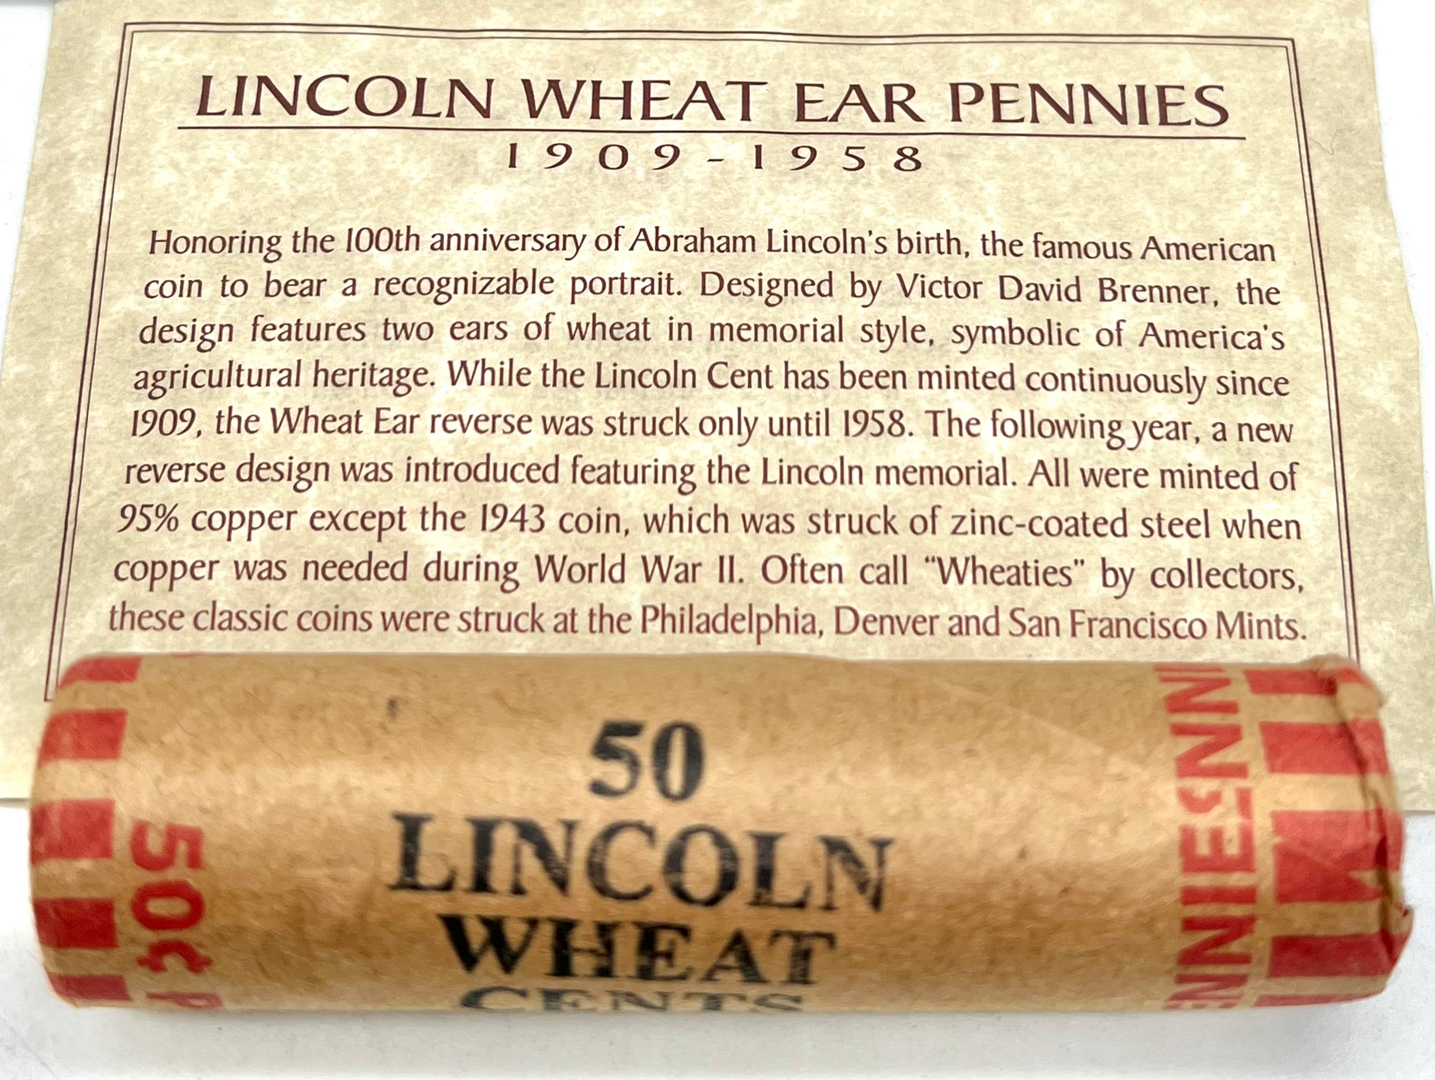 LINCOLN WHEAT EAR PENNIES
1909-1958
Honoring the 100th anniversary of Abraham Lincoln's birth, the famous American
coin to bear a recognizable portrait. Designed by Victor David Brenner, the
design features two ears of wheat in memorial style, symbolic of America's
agricultural heritage. While the Lincoln Cent has been minted continuously since
1909, the Wheat Ear reverse was struck only until 1958. The following year, a new
reverse design was introduced featuring the Lincoln memorial. All were minted of
95% copper except the 1943 coin, which was struck of zinc-coated steel when
copper was needed during World War II. Often call "Wheaties" by collectors,
these classic coins were struck at the Philadelphia, Denver and San Francisco Mints.
50
LINCOLN
WHEAT
CENTS
50¢ P
NNIES